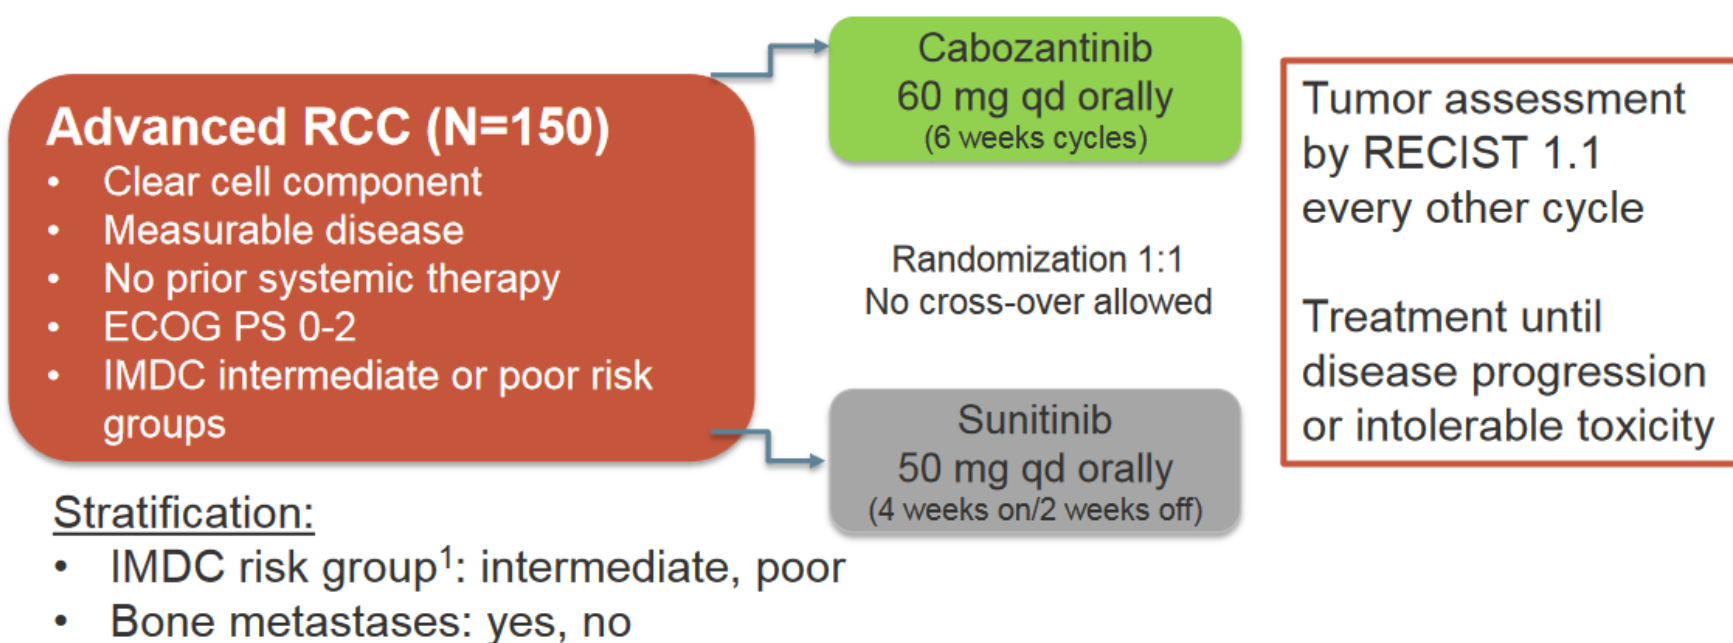 Advanced RCC (N=150)
• Clear cell component
• Measurable disease
• No prior systemic therapy
• ECOG PS 0-2
• IMDC intermediate or poor risk
groups
Stratification:
• IMDC risk group¹: intermediate, poor
• Bone metastases: yes, no
Cabozantinib
60 mg qd orally
(6 weeks cycles)
Randomization 1:1
No cross-over allowed
Sunitinib
50 mg qd orally
(4 weeks on/2 weeks off)
Tumor assessment
by RECIST 1.1
every other cycle
Treatment until
disease progression
or intolerable toxicity